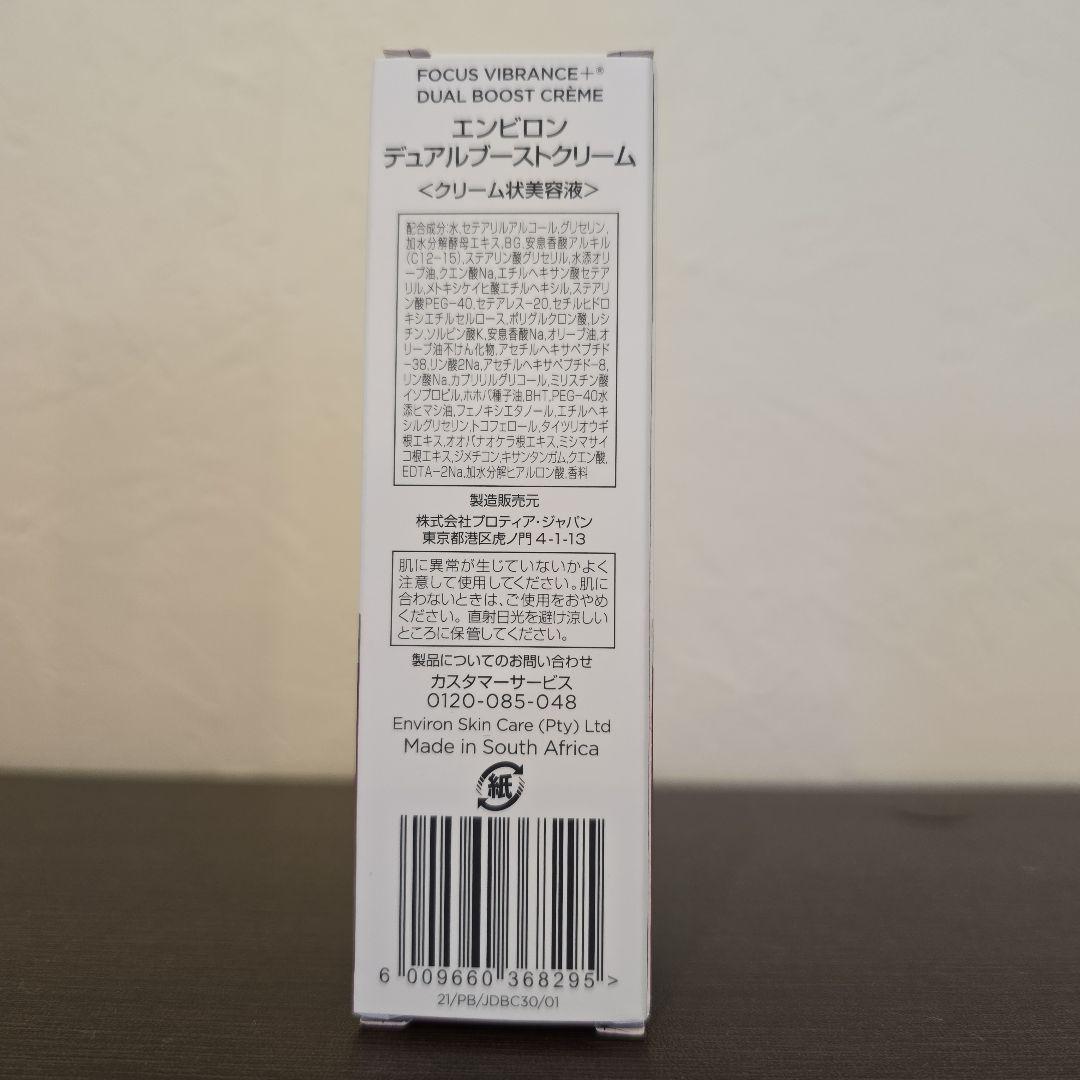 FOCUS VIBRANCE+®
DUAL BOOST CRÈME
エンビロン
デュアルブーストクリーム
<クリーム状美容液>
配合成分:水,セテアリルアルコール,グリセリン,
加水分解酵母エキス,BG,安息香酸アルキル
(C12-15),ステアリン酸グリセリル,水添オリ
ーブ油,クエン酸Na,エチルヘキサン酸セテア
リル,メトキシケイヒ酸エチルヘキシル,ステアリ
ン酸PEG-40,セテアレス-20,セチルヒドロ
キシエチルセルロース,ポリグルクロン酸,レシ
チン,ソルビン酸K,安息香酸Na,オリーブ油,オ
リーブ油不けん化物,アセチルヘキサペプチド
-38,リン酸2Na,アセチルヘキサペプチド-8,
リン酸Na,カプリリルグリコール,ミリスチン酸
イソプロピル,ホホバ種子油,BHT,PEG-40水
添ヒマシ油,フェノキシエタノール,エチルヘキ
シルグリセリン,トコフェロール,タイツリオウギ
根エキス,オオバナオケラ根エキス,ミシマサイ
コ根エキス,ジメチコン,キサンタンガム,クエン酸,
EDTA-2Na,加水分解ヒアルロン酸,香料
製造販売元
株式会社プロティア・ジャパン
東京都港区虎ノ門4-1-13
肌に異常が生じていないかよく
注意して使用してください。肌に
合わないときは、ご使用をおやめ
ください。直射日光を避け涼しい
ところに保管してください。
製品についてのお問い合わせ
カスタマーサービス
0120-085-048
Environ Skin Care (Pty) Ltd
Made in South Africa
紙
6 009660 368295 >
21/PB/JDBC30/01